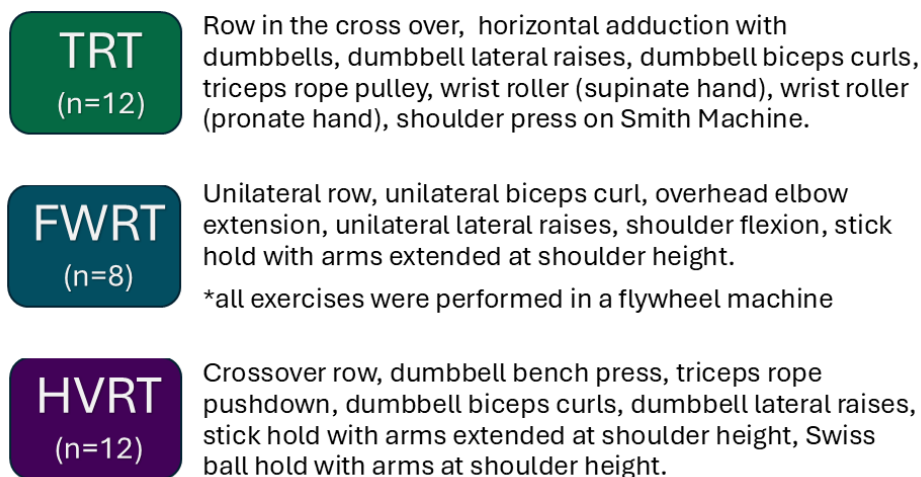 TRT
(n=12)
Row in the cross over, horizontal adduction with
dumbbells, dumbbell lateral raises, dumbbell biceps curls,
triceps rope pulley, wrist roller (supinate hand), wrist roller
(pronate hand), shoulder press on Smith Machine.
FWRT
(n=8)
Unilateral row, unilateral biceps curl, overhead elbow
extension, unilateral lateral raises, shoulder flexion, stick
hold with arms extended at shoulder height.
*all exercises were performed in a flywheel machine
HVRT
(n=12)
Crossover row, dumbbell bench press, triceps rope
pushdown, dumbbell biceps curls, dumbbell lateral raises,
stick hold with arms extended at shoulder height, Swiss
ball hold with arms at shoulder height.